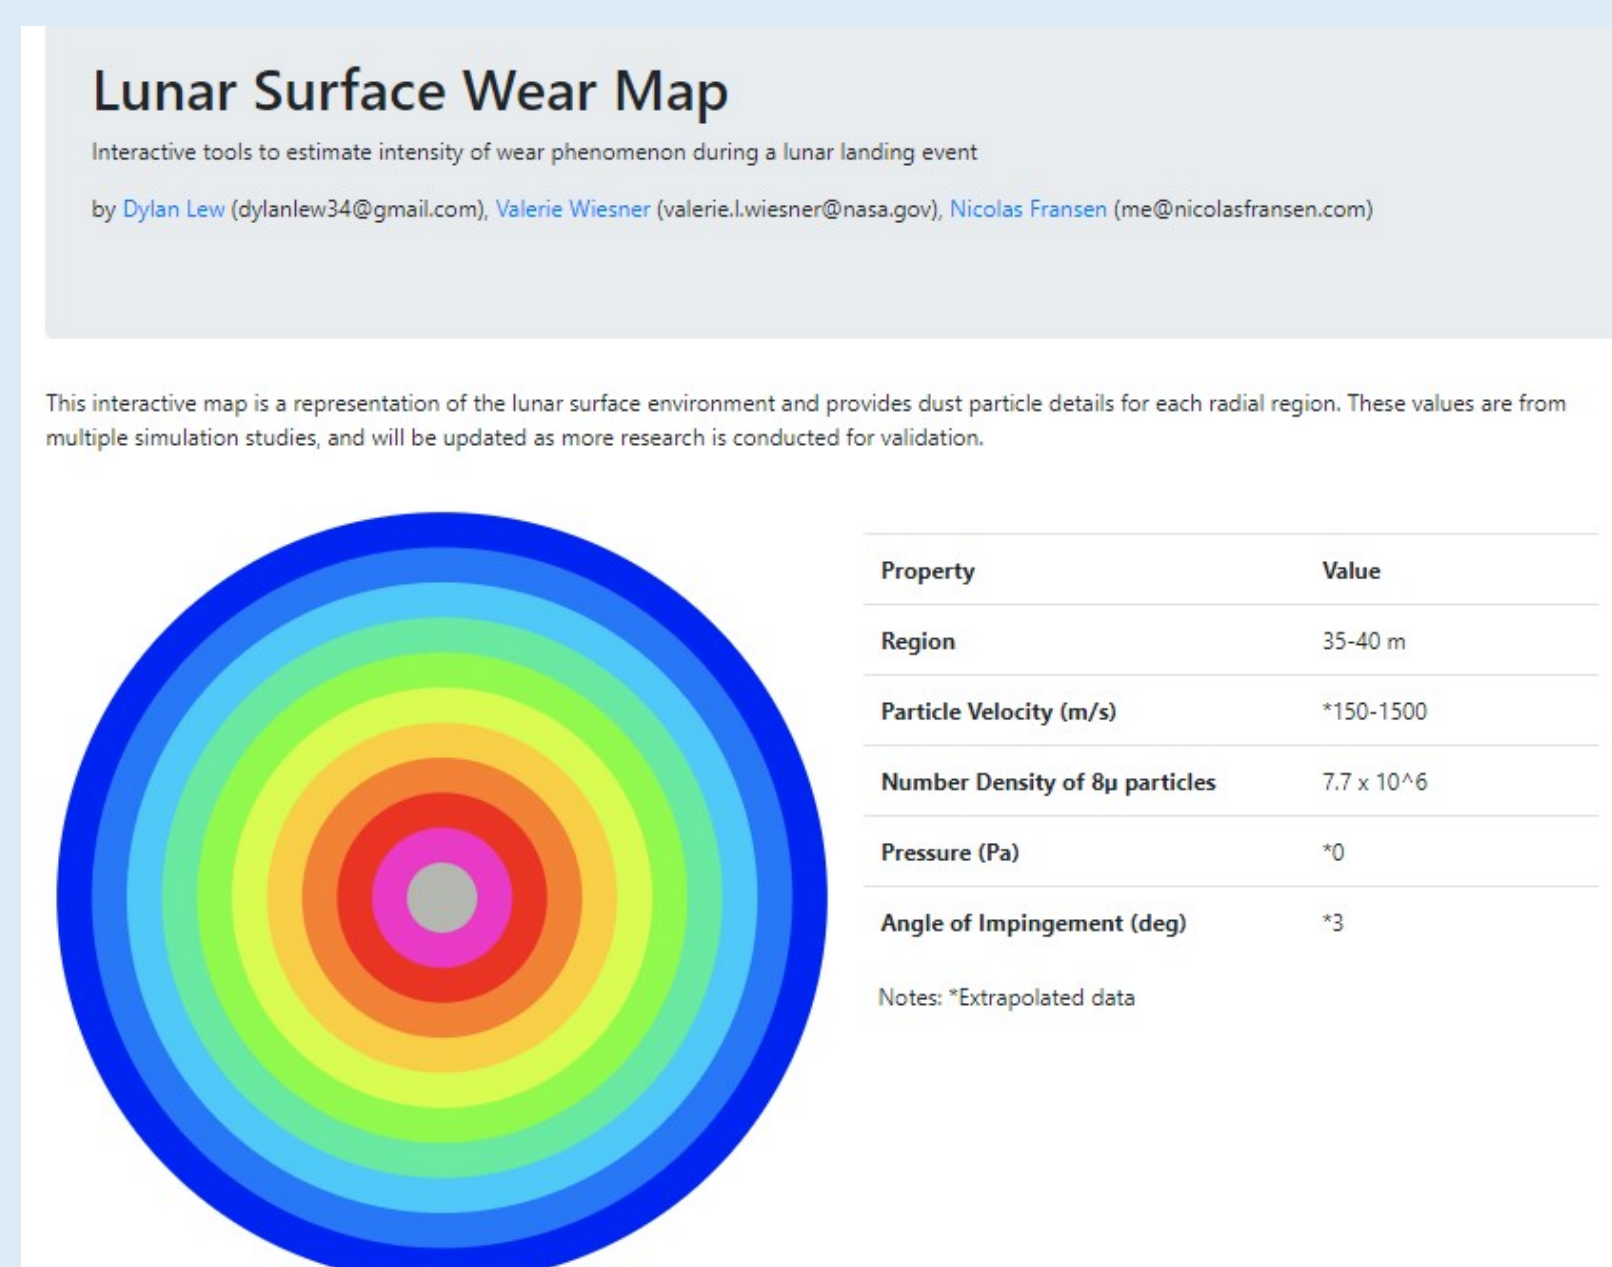 Lunar Surface Wear Map
Interactive tools to estimate intensity of wear phenomenon during a lunar landing event
by Dylan Lew (dylanlew34@gmail.com), Valerie Wiesner (valerie.l.wiesner@nasa.gov), Nicolas Fransen (me@nicolasfransen.com)
This interactive map is a representation of the lunar surface environment and provides dust particle details for each radial region. These values are from
multiple simulation studies, and will be updated as more research is conducted for validation.
Property Value
Region 35-40 m
Particle Velocity (m/s) *150-1500
Number Density of 8μ particles 7.7 x 10^6
Pressure (Pa) *0
Angle of Impingement (deg) *3
Notes: *Extrapolated data